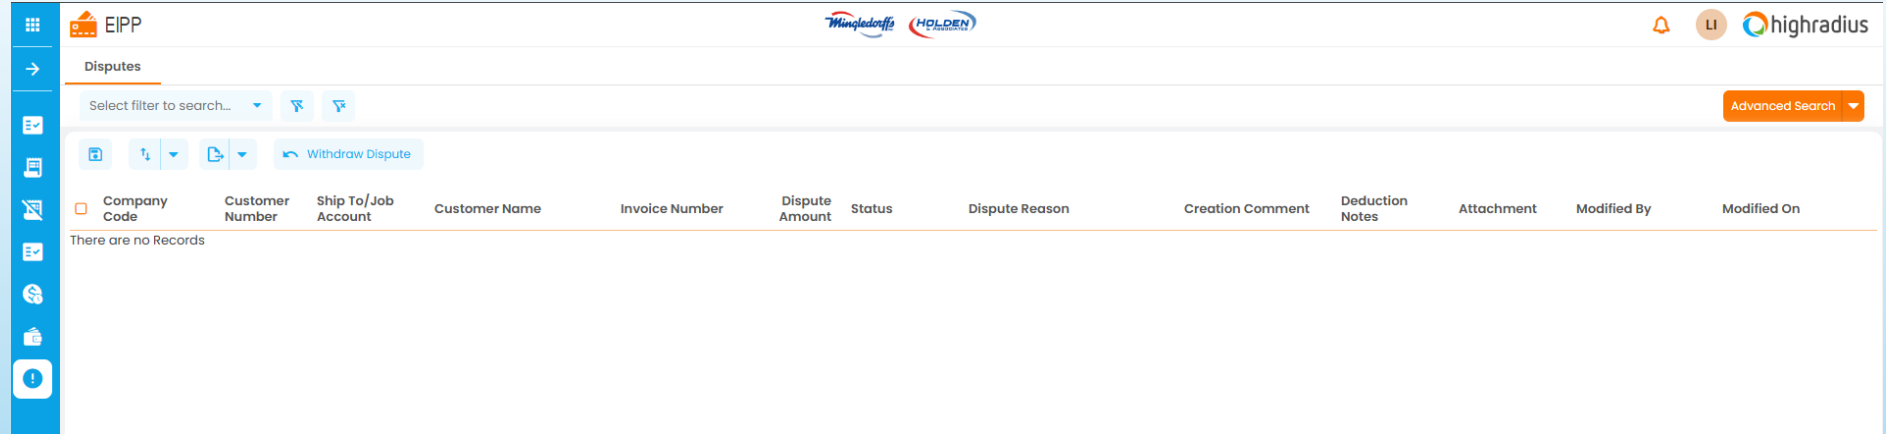 EIPP
Mingledorff's
HOLDEN
& ASSOCIATES
LI
highradius
Disputes
Select filter to search...
Advanced Search
Withdraw Dispute
Company Code
Customer Number
Ship To/Job Account
Customer Name
Invoice Number
Dispute Amount
Status
Dispute Reason
Creation Comment
Deduction Notes
Attachment
Modified By
Modified On
There are no Records